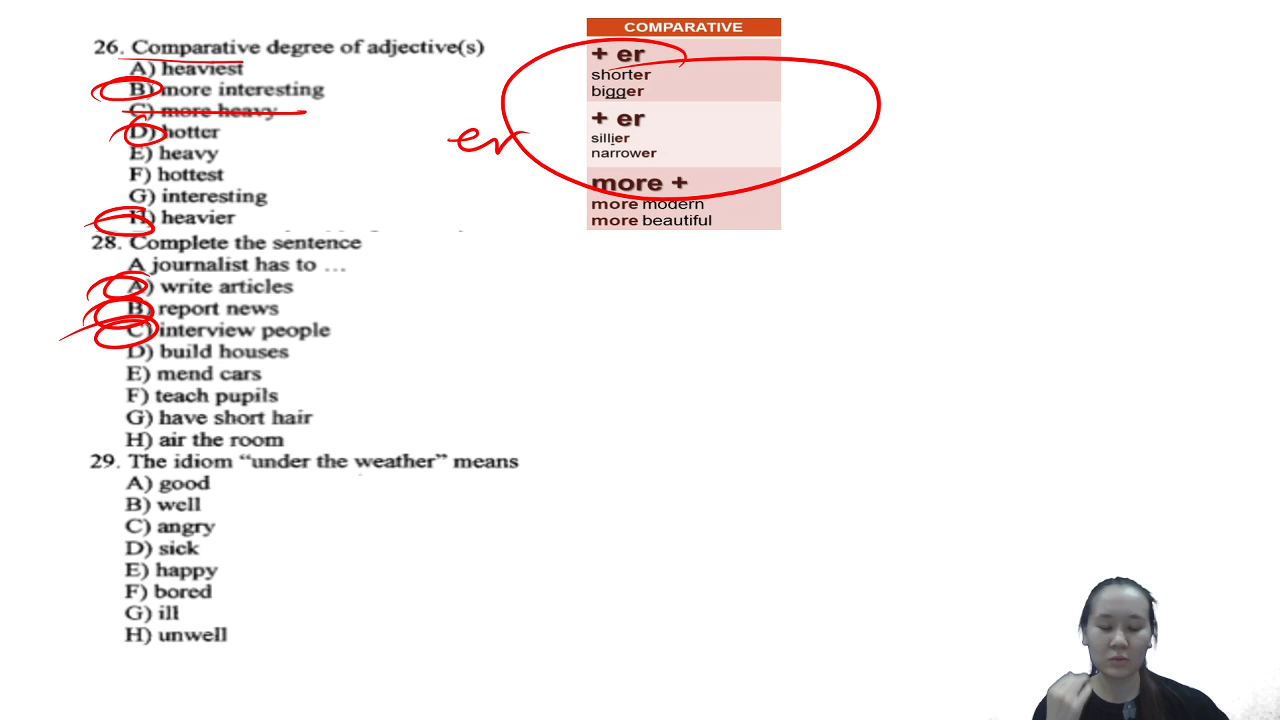 26. Comparative degree of adjective(s)
A) heaviest
B) more interesting
C) more heavy
D) hotter
E) heavy
F) hottest
G) interesting
H) heavier
28. Complete the sentence
A journalist has to ...
A) write articles
B) report news
C) interview people
D) build houses
E) mend cars
F) teach pupils
G) have short hair
H) air the room
29. The idiom “under the weather” means
A) good
B) well
C) angry
D) sick
E) happy
F) bored
G) ill
H) unwell
COMPARATIVE
+ er
shorter
bigger
+ er
sillier
narrower
more +
more modern
more beautiful
er